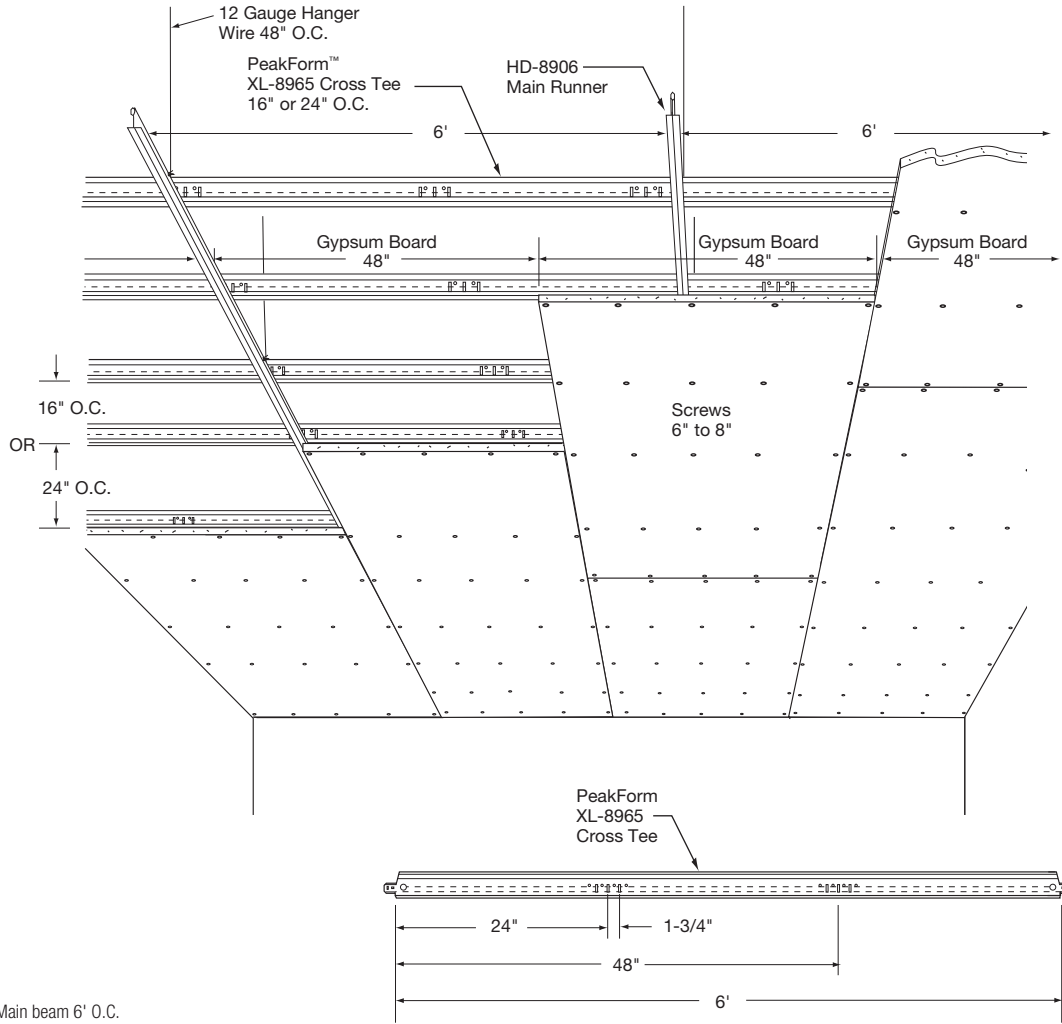 12 Gauge Hanger
Wire 48" O.C.
PeakForm™
XL-8965 Cross Tee
16" or 24" O.C.
HD-8906
Main Runner
6'
6'
Gypsum Board
48"
Gypsum Board
48"
Gypsum Board
48"
16" O.C.
OR
24" O.C.
Screws
6" to 8"
PeakForm
XL-8965
Cross Tee
24"
1-3/4"
48"
6'
Main beam 6' O.C.